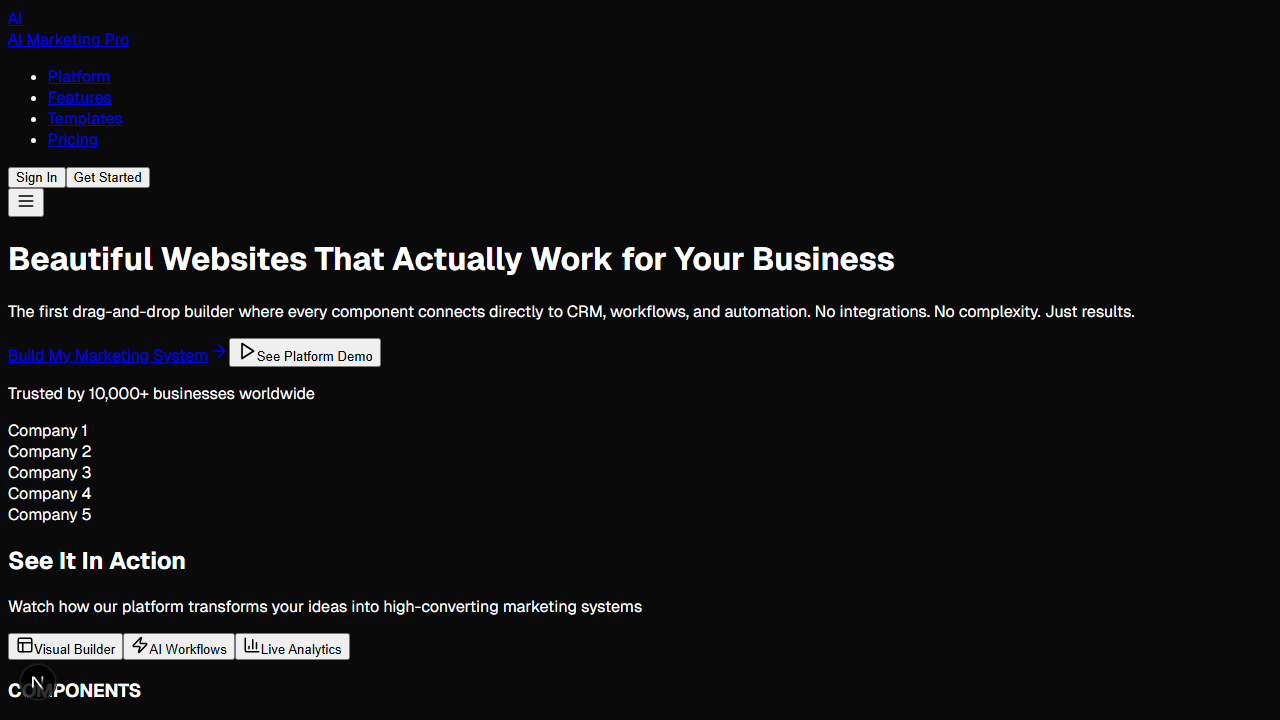 AI
AI Marketing Pro
Platform
Features
Templates
Pricing
Sign In Get Started
Beautiful Websites That Actually Work for Your Business
The first drag-and-drop builder where every component connects directly to CRM, workflows, and automation. No integrations. No complexity. Just results.
Build My Marketing System See Platform Demo
Trusted by 10,000+ businesses worldwide
Company 1
Company 2
Company 3
Company 4
Company 5
See It In Action
Watch how our platform transforms your ideas into high-converting marketing systems
Visual Builder AI Workflows Live Analytics
COMPONENTS
N